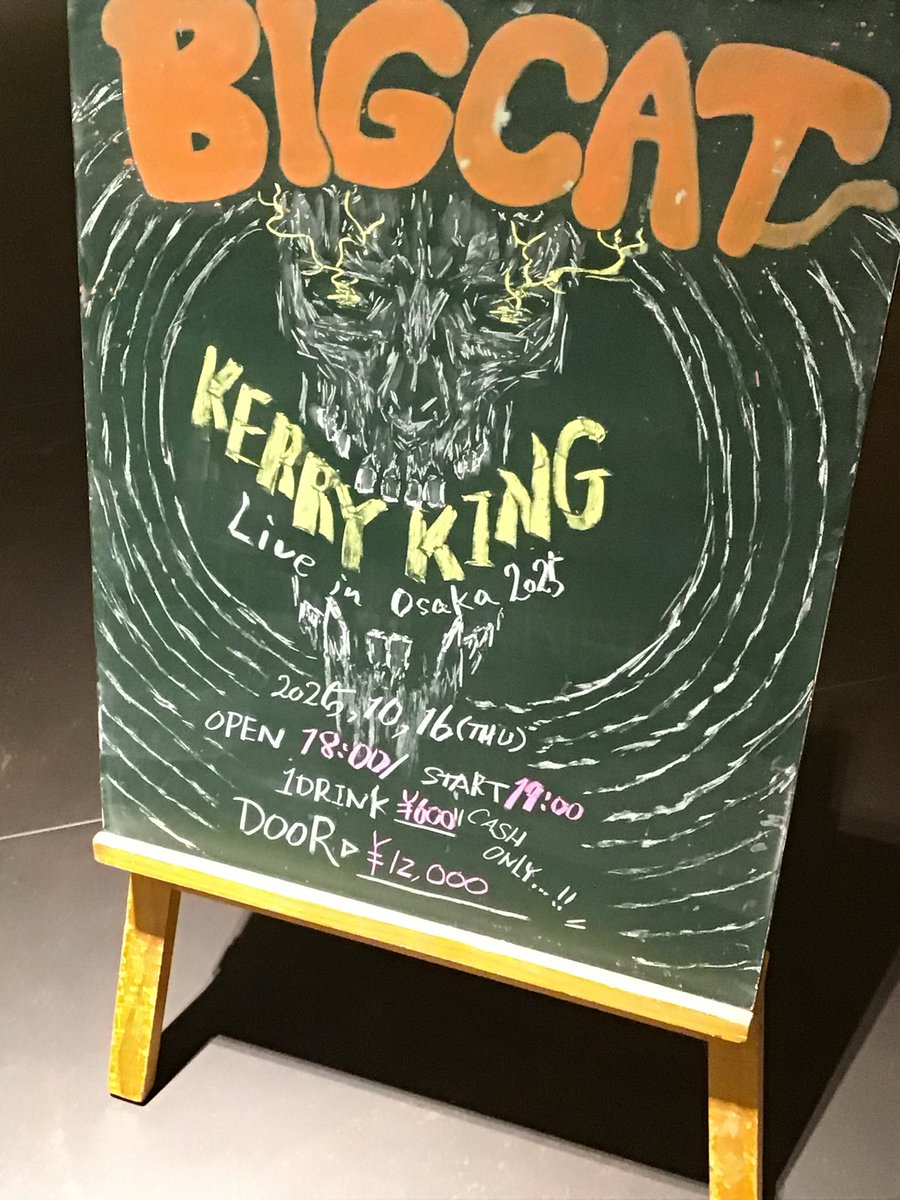 BIGCAT
KERRY KING
Live in Osaka 2025
2025,10,16(THU)
OPEN 18:00/ START 19:00
1DRINK ¥600 CASH
ONLY...!!
DOOR▷ ¥12,000